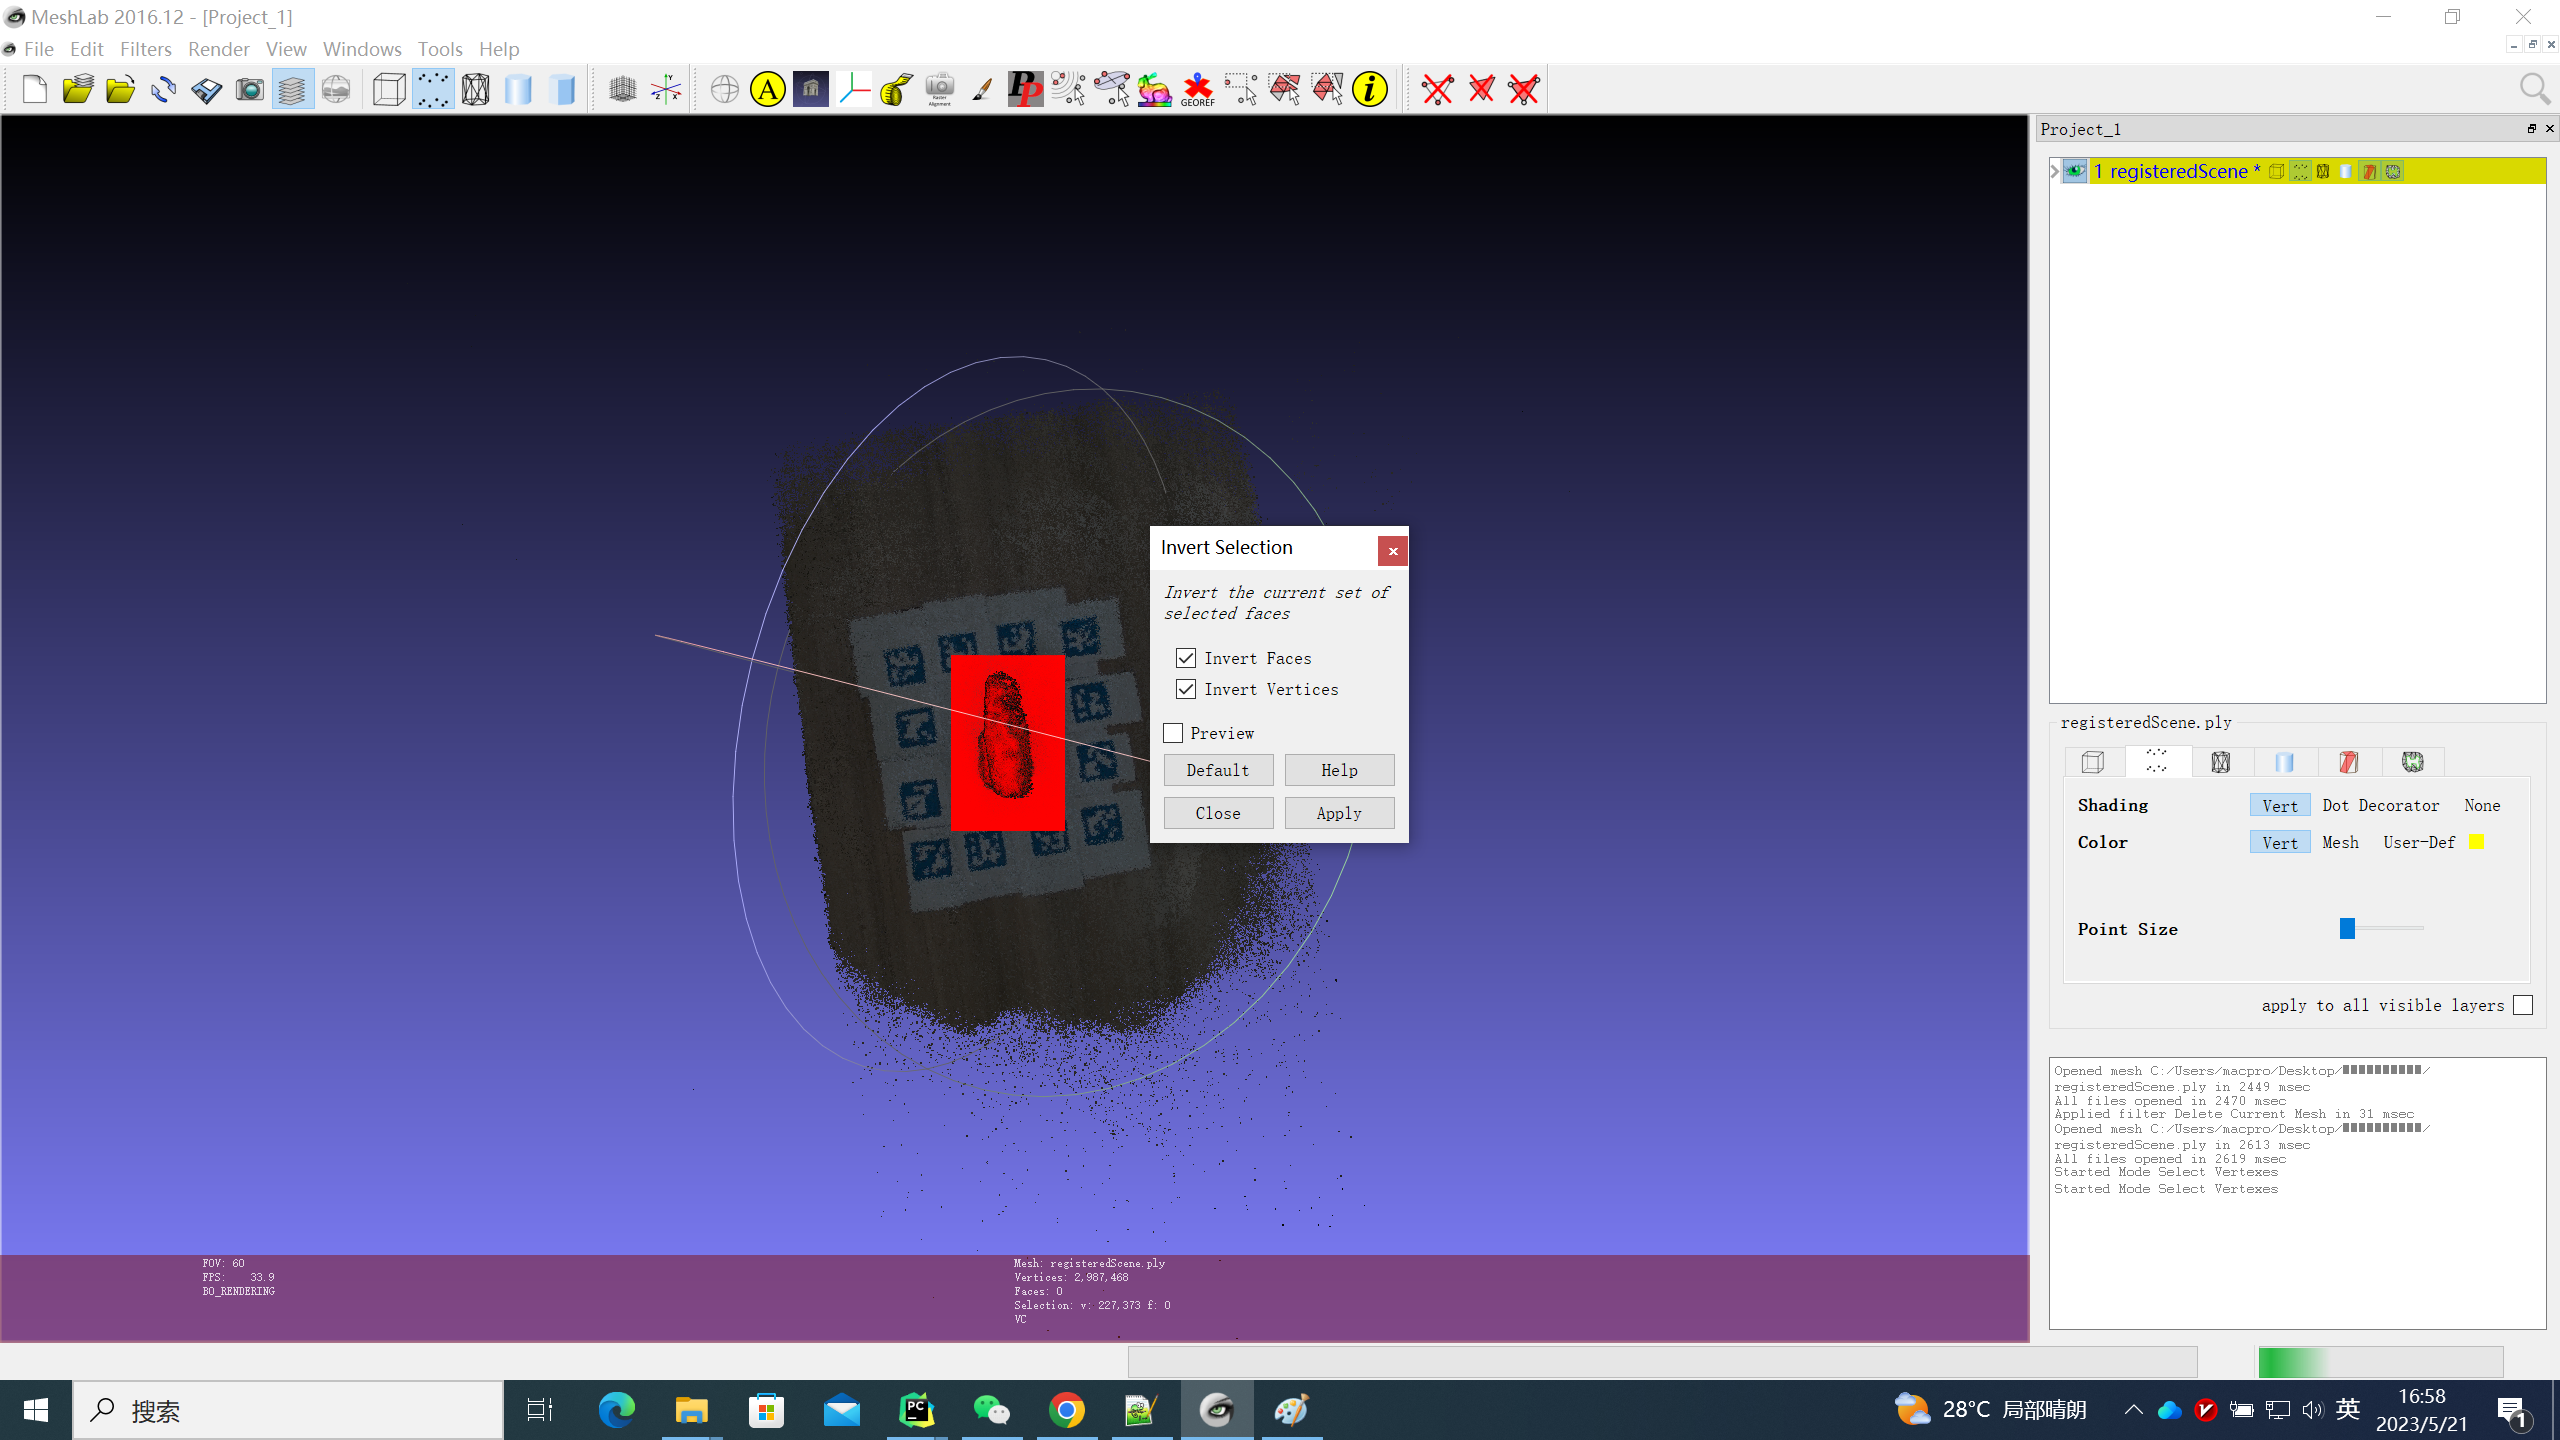 MeshLab 2016.12 - [Project_1]
File Edit Filters Render View Windows Tools Help
A
Raster Alignment
PP
GEOREF
i
Project_1
1 registeredScene *
Invert Selection
Invert the current set of
selected faces
Invert Faces
Invert Vertices
Preview
Default Help
Close Apply
registeredScene.ply
Shading Vert Dot Decorator None
Color Vert Mesh User-Def
Point Size
apply to all visible layers
Opened mesh C:/Users/macpro/Desktop/
registeredScene.ply in 2449 msec
All files opened in 2470 msec
Applied filter Delete Current Mesh in 31 msec
Opened mesh C:/Users/macpro/Desktop/
registeredScene.ply in 2613 msec
All files opened in 2619 msec
Started Mode Select Vertexes
Started Mode Select Vertexes
FOV: 60
FPS: 33.9
BO_RENDERING
Mesh: registeredScene.ply
Vertices: 2,987,468
Faces: 0
Selection: v: 227,373 f: 0
VC
搜索
PC
28°C 局部晴朗
英
16:58
2023/5/21
1